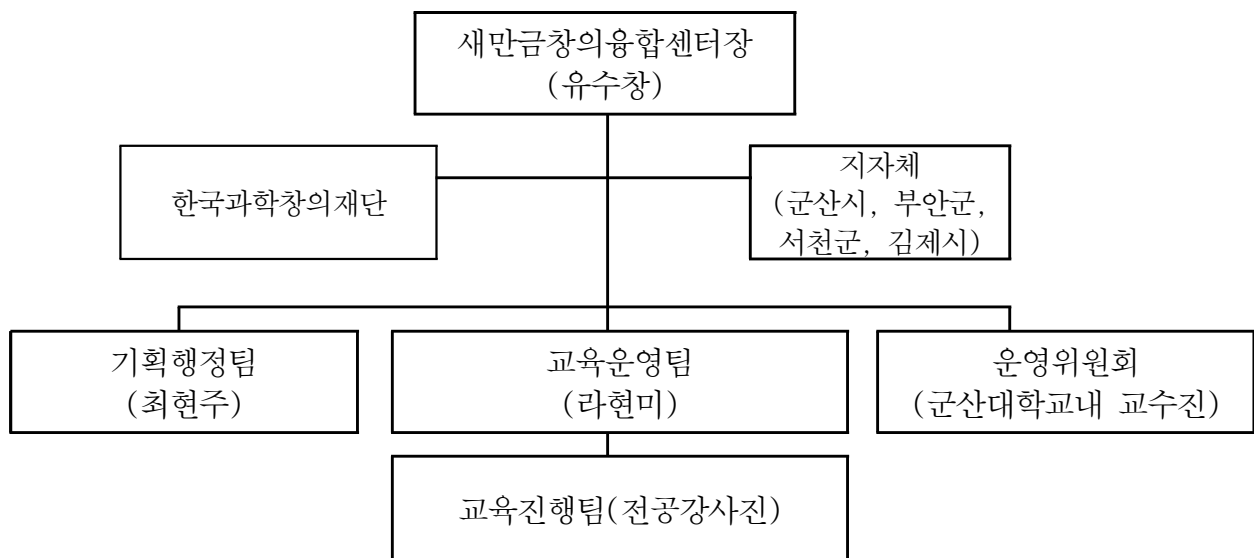 새만금창의융합센터장
(유수창)
한국과학창의재단
지자체
(군산시, 부안군,
서천군, 김제시)
기획행정팀
(최현주)
교육운영팀
(라현미)
운영위원회
(군산대학교내 교수진)
교육진행팀(전공강사진)